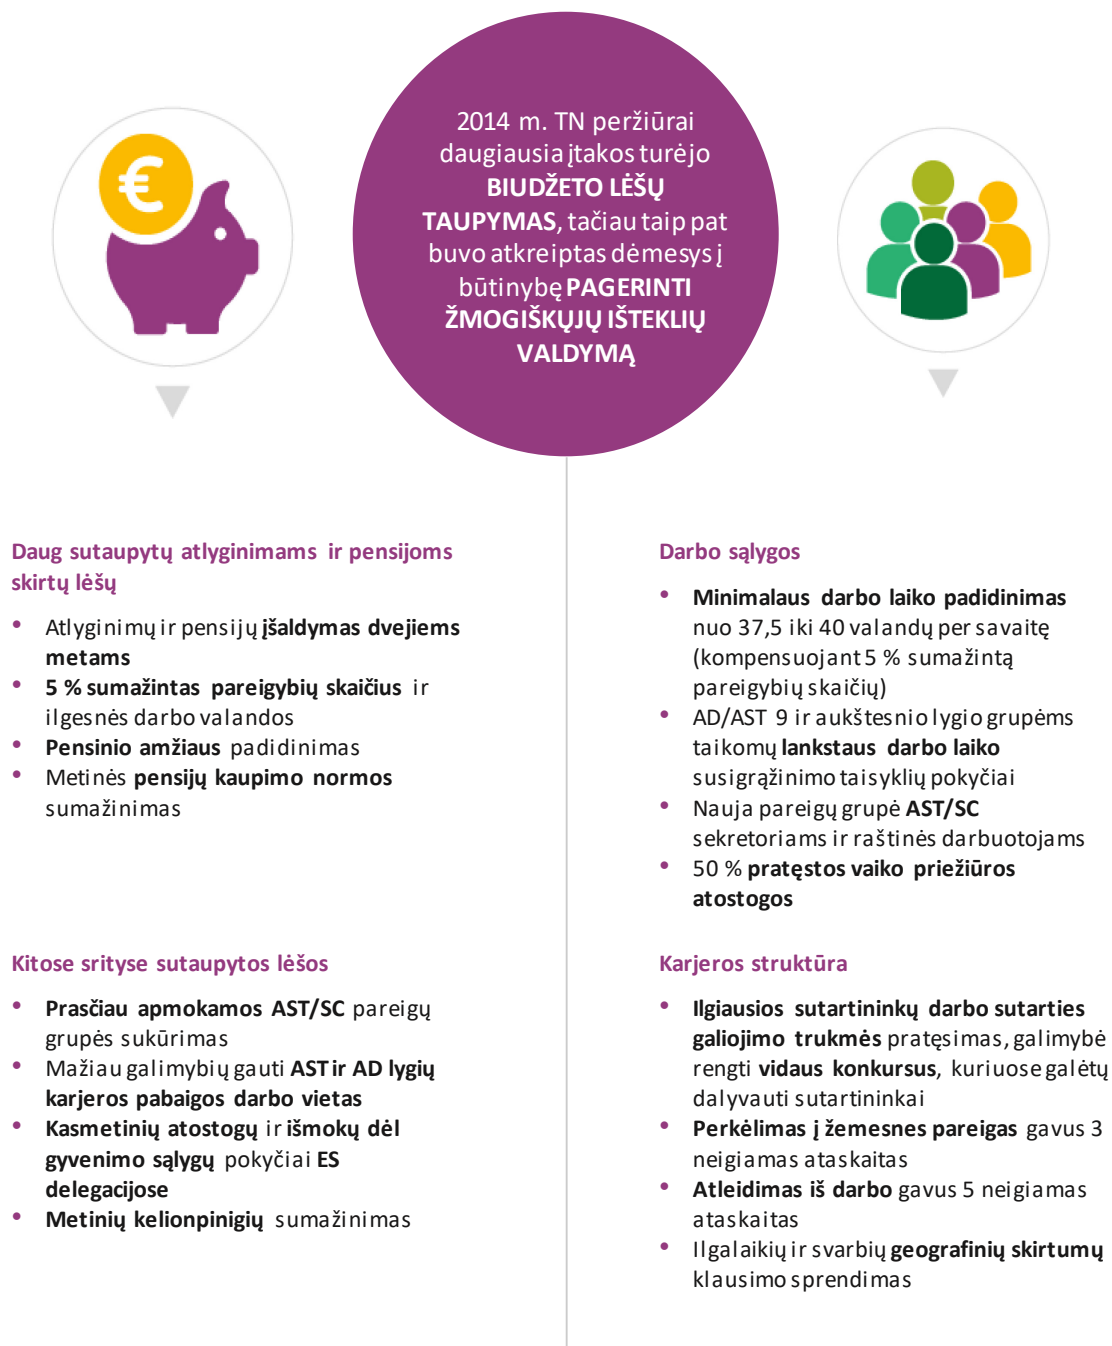 2014 m. TN peržiūrai
daugiausia įtakos turėjo
BIUDŽETO LĖŠŲ
TAUPYMAS, tačiau taip pat
buvo atkreiptas dėmesys į
būtinybę PAGERINTI
ŽMOGIŠKŲJŲ IŠTEKLIŲ
VALDYMĄ
Daug sutaupytų atlyginimams ir pensijoms
skirtų lėšų
• Atlyginimų ir pensijų įšaldymas dvejiems
metams
• 5 % sumažintas pareigybių skaičius ir
ilgesnės darbo valandos
• Pensinio amžiaus padidinimas
• Metinės pensijų kaupimo normos
sumažinimas
Kitose srityse sutaupytos lėšos
• Prasčiau apmokamos AST/SC pareigų
grupės sukūrimas
• Mažiau galimybių gauti AST ir AD lygių
karjeros pabaigos darbo vietas
• Kasmetinių atostogų ir išmokų dėl
gyvenimo sąlygų pokyčiai ES
delegacijose
• Metinių kelionpinigių sumažinimas
Darbo sąlygos
• Minimalaus darbo laiko padidinimas
nuo 37,5 iki 40 valandų per savaitę
(kompensuojant 5 % sumažintą
pareigybių skaičių)
• AD/AST 9 ir aukštesnio lygio grupėms
taikomų lankstaus darbo laiko
susigrąžinimo taisyklių pokyčiai
• Nauja pareigų grupė AST/SC
sekretoriams ir raštinės darbuotojams
• 50 % pratęstos vaiko priežiūros
atostogos
Karjeros struktūra
• Ilgiausios sutartininkų darbo sutarties
galiojimo trukmės pratęsimas, galimybė
rengti vidaus konkursus, kuriuose galėtų
dalyvauti sutartininkai
• Perkėlimas į žemesnes pareigas gavus 3
neigiamas ataskaitas
• Atleidimas iš darbo gavus 5 neigiamas
ataskaitas
• Ilgalaikių ir svarbių geografinių skirtumų
klausimo sprendimas